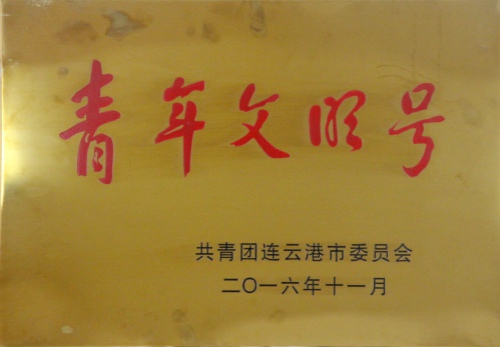 青年文明号
共青团连云港市委员会
二〇一六年十一月